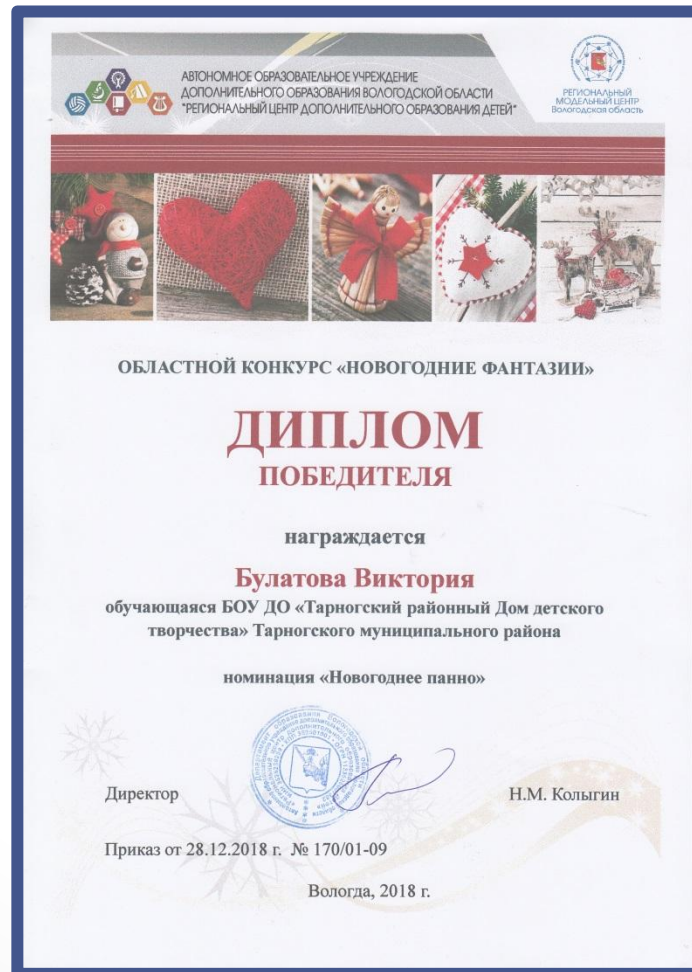 АВТОНОМНОЕ ОБРАЗОВАТЕЛЬНОЕ УЧРЕЖДЕНИЕ
ДОПОЛНИТЕЛЬНОГО ОБРАЗОВАНИЯ ВОЛОГОДСКОЙ ОБЛАСТИ
"РЕГИОНАЛЬНЫЙ ЦЕНТР ДОПОЛНИТЕЛЬНОГО ОБРАЗОВАНИЯ ДЕТЕЙ"
РЕГИОНАЛЬНЫЙ
МОДЕЛЬНЫЙ ЦЕНТР
Вологодская область
ОБЛАСТНОЙ КОНКУРС «НОВОГОДНИЕ ФАНТАЗИИ»
ДИПЛОМ
ПОБЕДИТЕЛЯ
награждается
Булатова Виктория
обучающаяся БОУ ДО «Тарногский районный Дом детского
творчества» Тарногского муниципального района
номинация «Новогоднее панно»
Директор
Н.М. Колыгин
Приказ от 28.12.2018 г. № 170/01-09
Вологда, 2018 г.